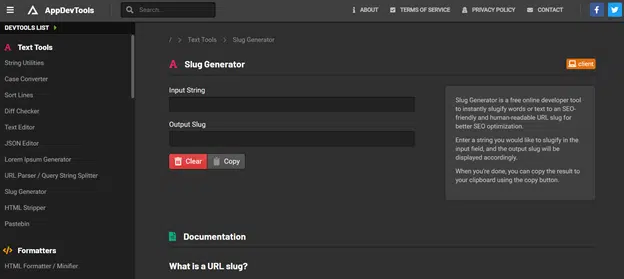 AppDevTools
Search...
ABOUT
TERMS OF SERVICE
PRIVACY POLICY
CONTACT
DEVTOOLS LIST
Text Tools
String Utilities
Case Converter
Sort Lines
Diff Checker
Text Editor
JSON Editor
Lorem Ipsum Generator
URL Parser / Query String Splitter
Slug Generator
HTML Stripper
Pastebin
Formatters
HTML Formatter / Minifier
/ > Text Tools > Slug Generator
Slug Generator
client
Input String
Output Slug
Clear
Copy
Slug Generator is a free online developer tool
to instantly slugify words or text to an SEO-
friendly and human-readable URL slug for
better SEO optimization.
Enter a string you would like to slugify in the
input field, and the output slug will be
displayed accordingly.
When you're done, you can copy the result to
your clipboard using the copy button.
Documentation
What is a URL slug?